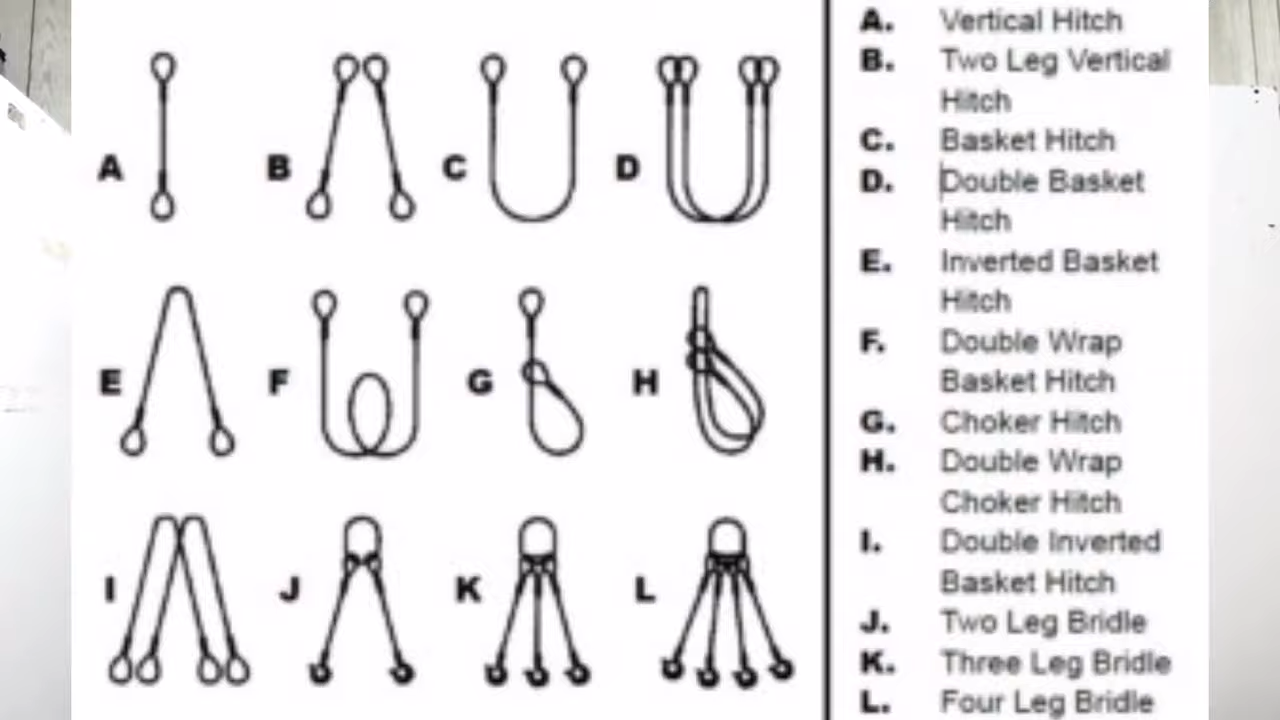 A B C D
E F G H
I J K L
A. Vertical Hitch
B. Two Leg Vertical
Hitch
C. Basket Hitch
D. Double Basket
Hitch
E. Inverted Basket
Hitch
F. Double Wrap
Basket Hitch
G. Choker Hitch
H. Double Wrap
Choker Hitch
I. Double Inverted
Basket Hitch
J. Two Leg Bridle
K. Three Leg Bridle
L. Four Leg Bridle